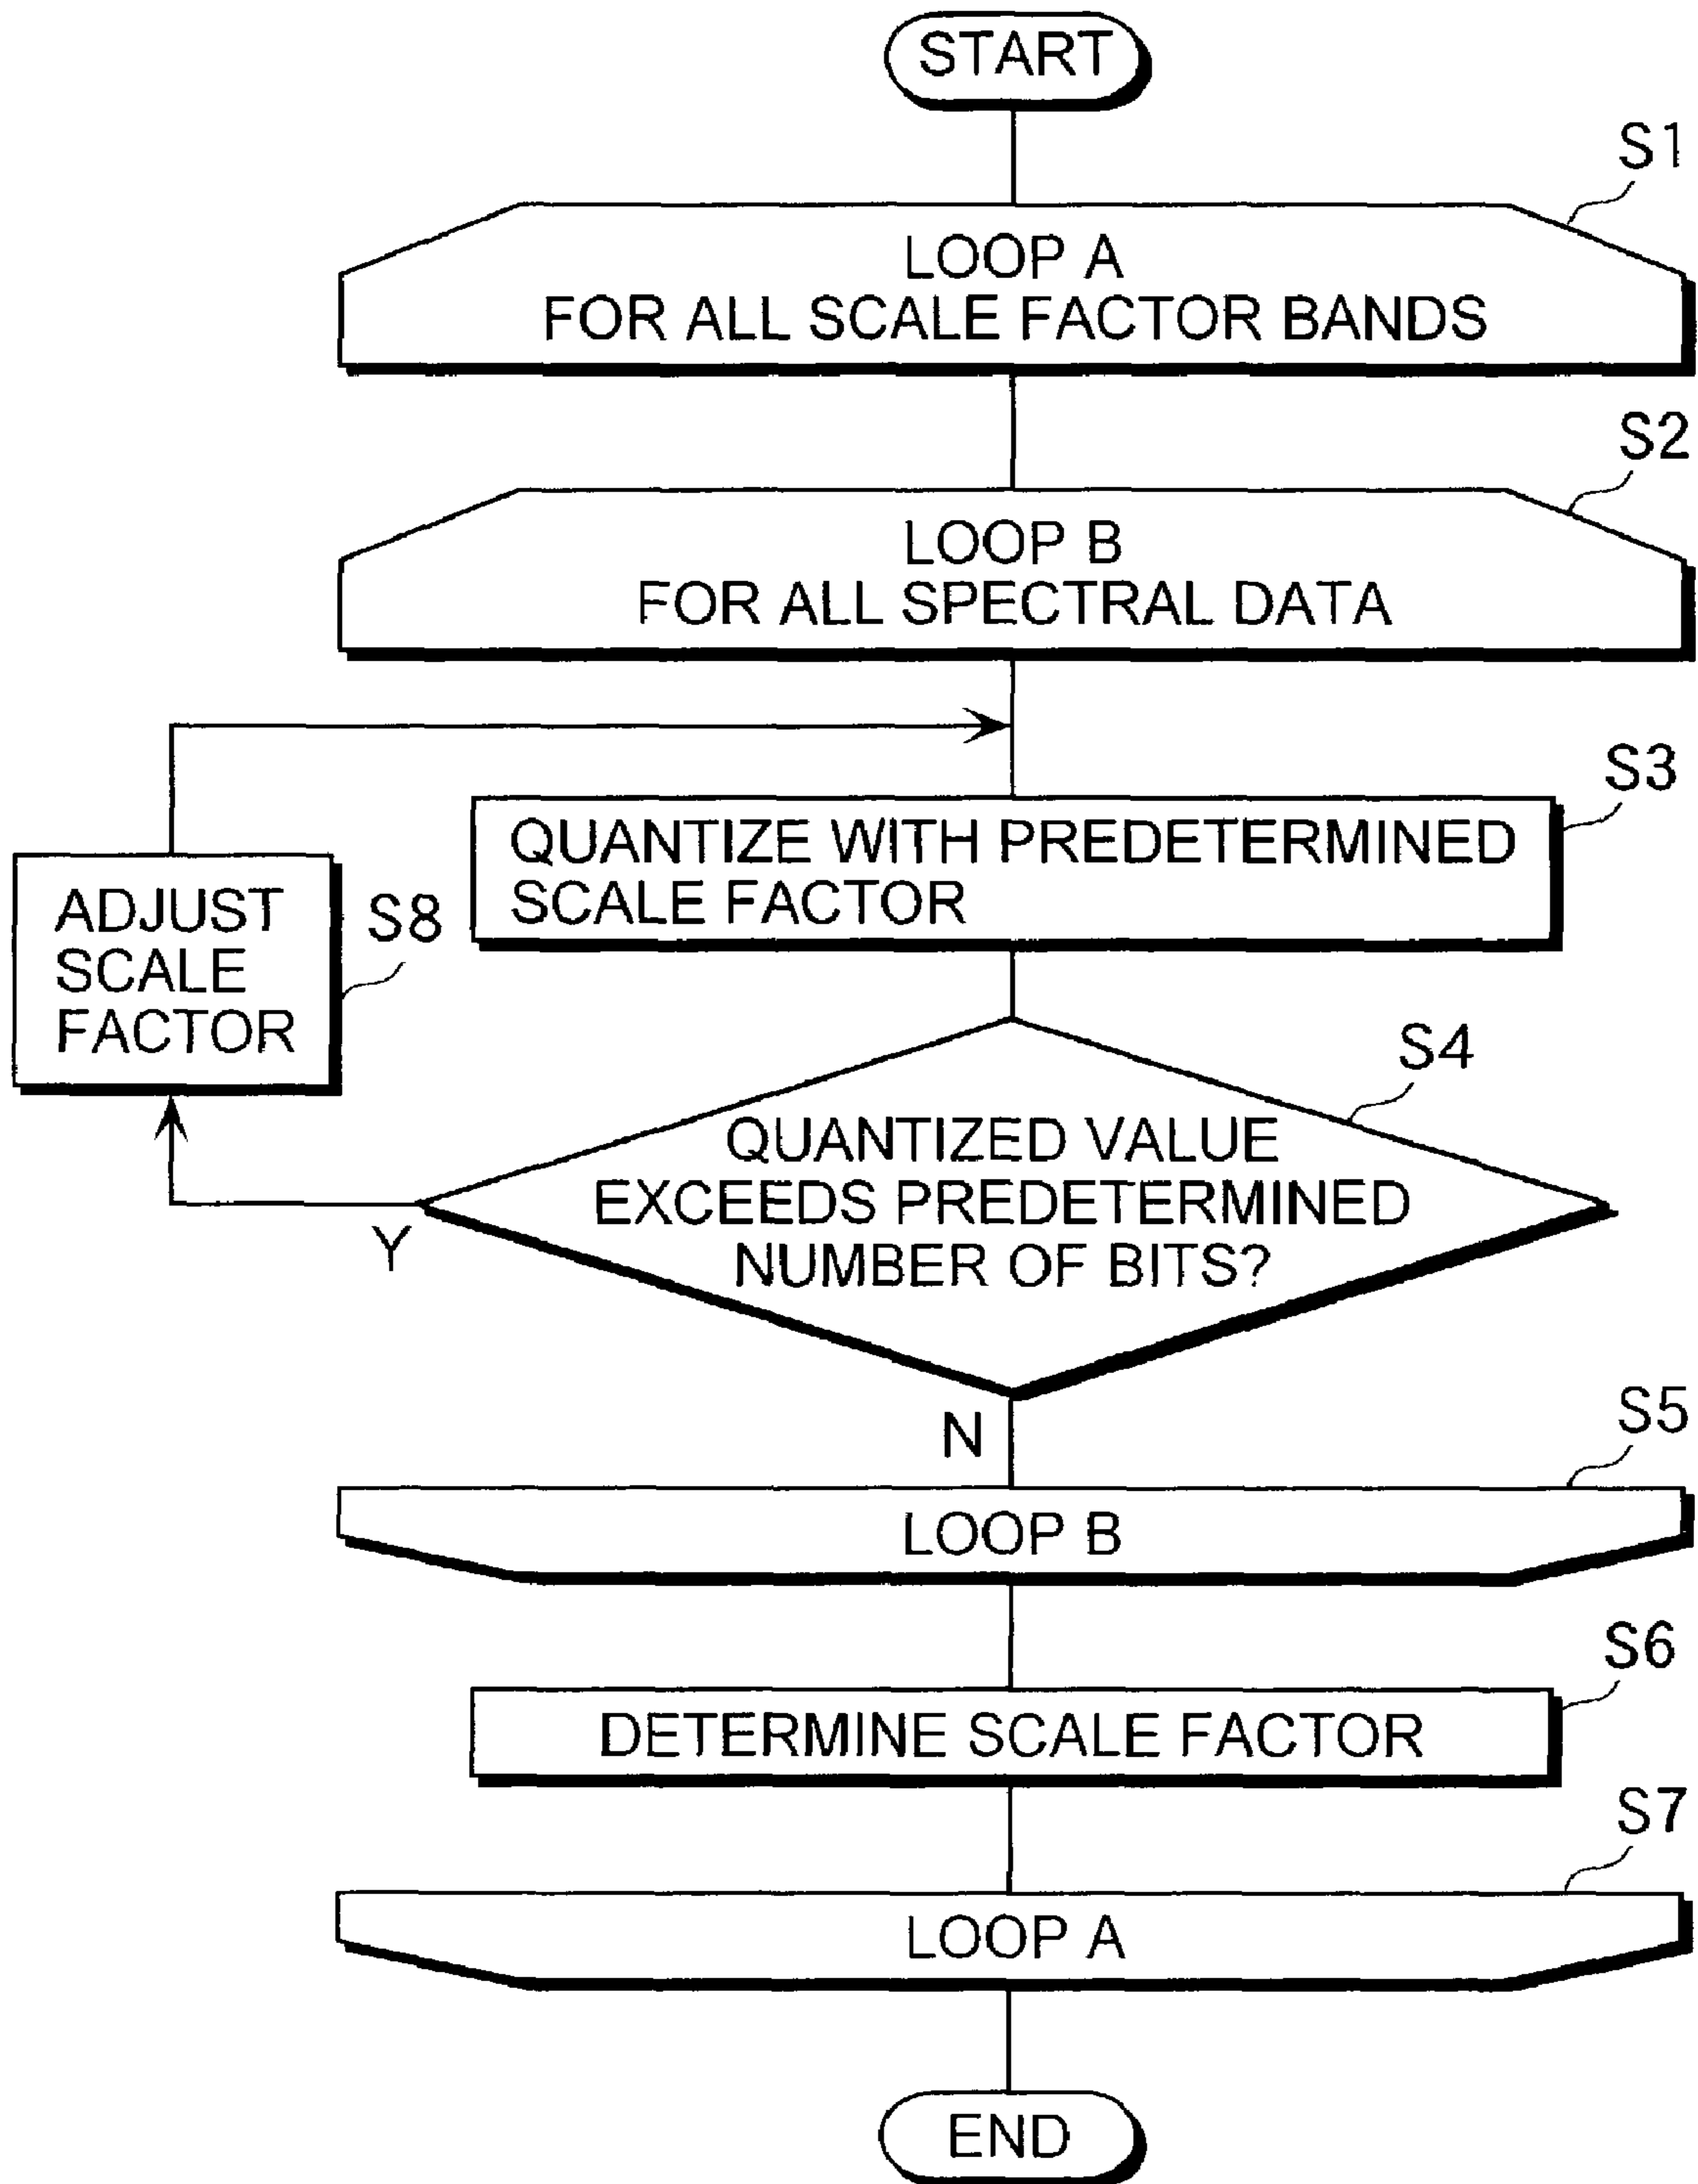 START
S1
LOOP A
FOR ALL SCALE FACTOR BANDS
S2
LOOP B
FOR ALL SPECTRAL DATA
S3
QUANTIZE WITH PREDETERMINED
SCALE FACTOR
ADJUST
SCALE
FACTOR
S8
S4
QUANTIZED VALUE
EXCEEDS PREDETERMINED
NUMBER OF BITS?
Y
N
S5
LOOP B
S6
DETERMINE SCALE FACTOR
S7
LOOP A
END